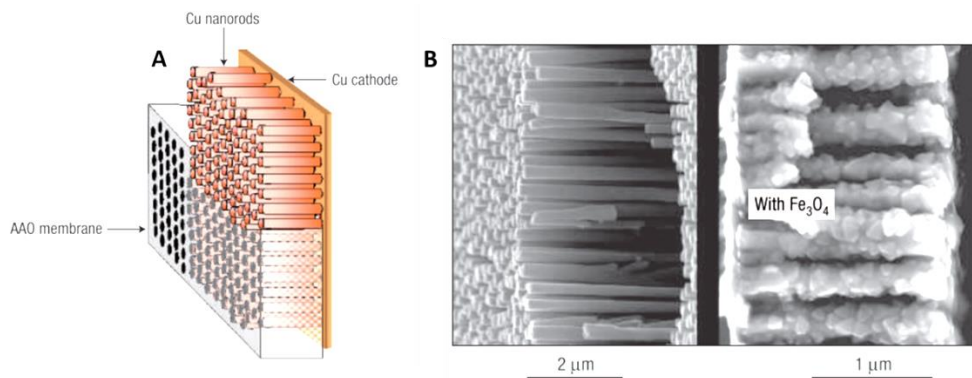 Cu nanorods
A
Cu cathode
B
AAO membrane
With Fe₃O₄
2 µm
1 µm